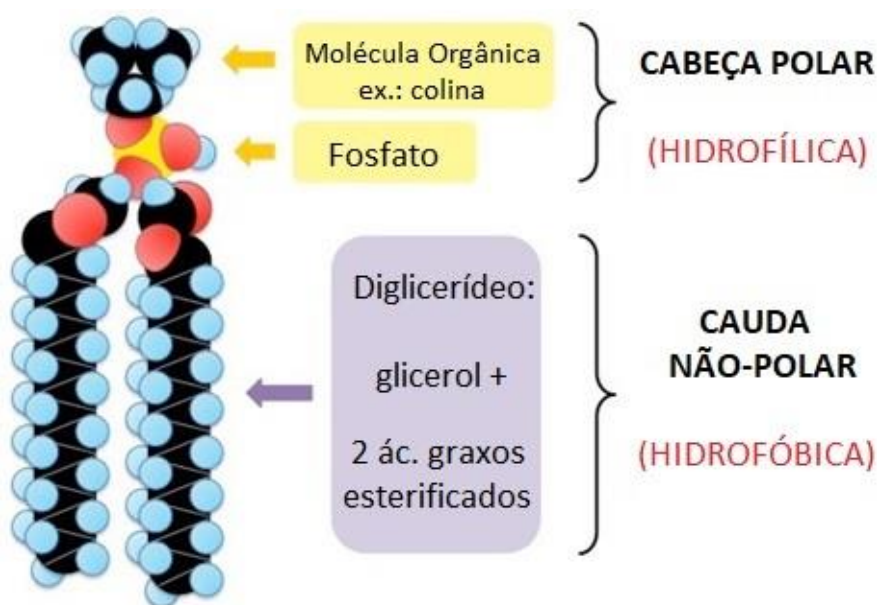 Molécula Orgânica
ex.: colina
Fosfato
CABEÇA POLAR
(HIDROFÍLICA)
Diglicerídeo:
glicerol +
2 ác. graxos
esterificados
CAUDA
NÃO-POLAR
(HIDROFÓBICA)